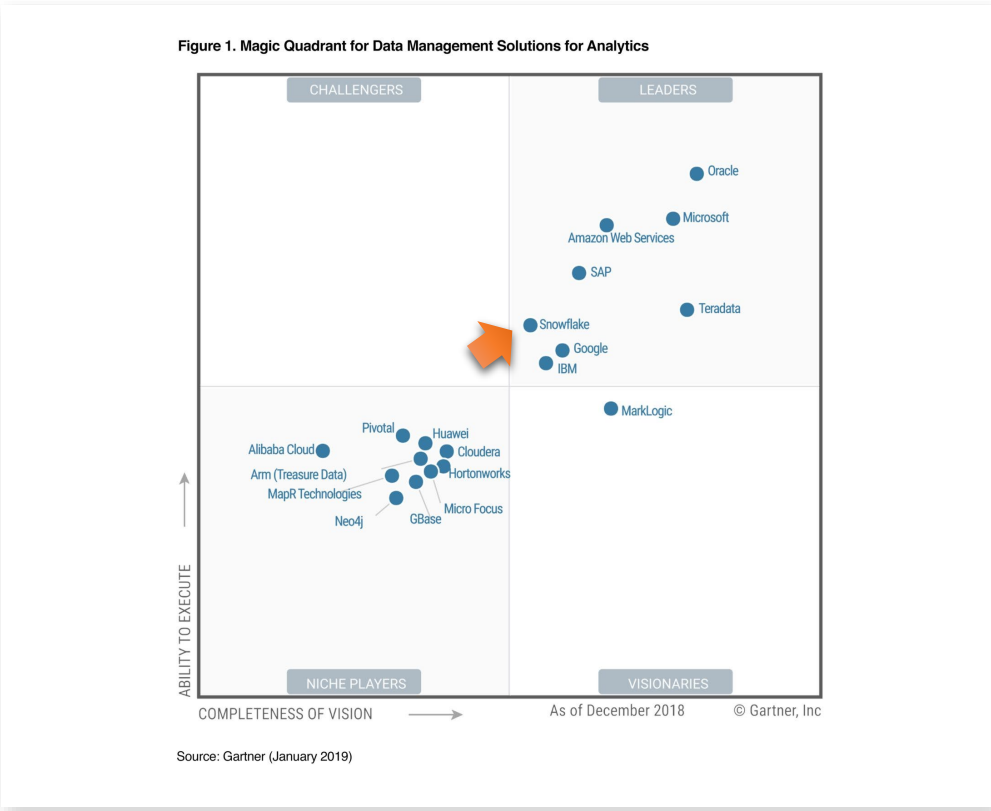 Figure 1. Magic Quadrant for Data Management Solutions for Analytics
CHALLENGERS
LEADERS
Oracle
Microsoft
Amazon Web Services
SAP
Teradata
Snowflake
Google
IBM
MarkLogic
Pivotal
Huawei
Alibaba Cloud
Cloudera
Arm (Treasure Data)
Hortonworks
MapR Technologies
Micro Focus
Neo4j
GBase
ABILITY TO EXECUTE
NICHE PLAYERS
VISIONARIES
COMPLETENESS OF VISION
As of December 2018
© Gartner, Inc
Source: Gartner (January 2019)